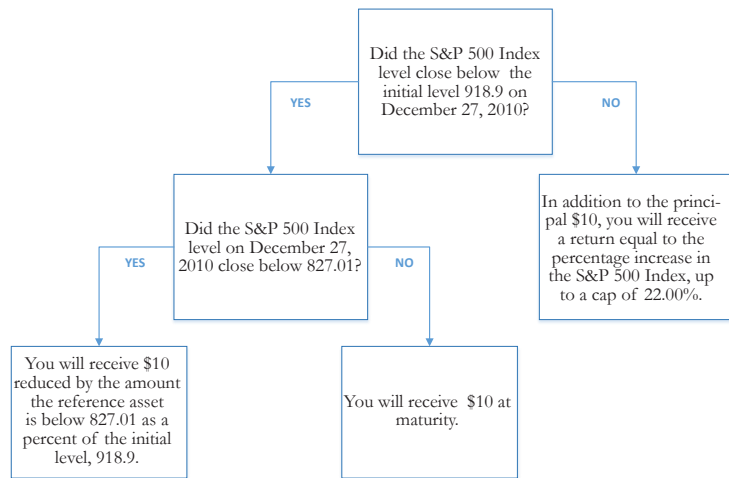 Did the S&P 500 Index
level close below the
initial level 918.9 on
December 27, 2010?
YES
NO
Did the S&P 500 Index
level on December 27,
2010 close below 827.01?
In addition to the princi-
pal $10, you will receive
a return equal to the
percentage increase in
the S&P 500 Index, up
to a cap of 22.00%.
YES
NO
You will receive $10
reduced by the amount
the reference asset
is below 827.01 as a
percent of the initial
level, 918.9.
You will receive $10 at
maturity.